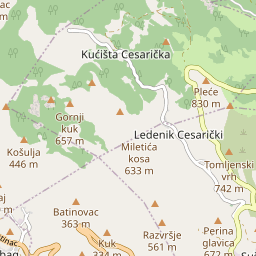 Kućišta Cesarička
Pleće
830 m
Gornji
kuk
657 m
Ledenik Cesarički
Košulja
446 m
Miletića
kosa
633 m
Tomljenski
vrh
742 m
Batinovac
363 m
Razvršje
561 m
Perina
glavica
672 m
Kuk
334 m